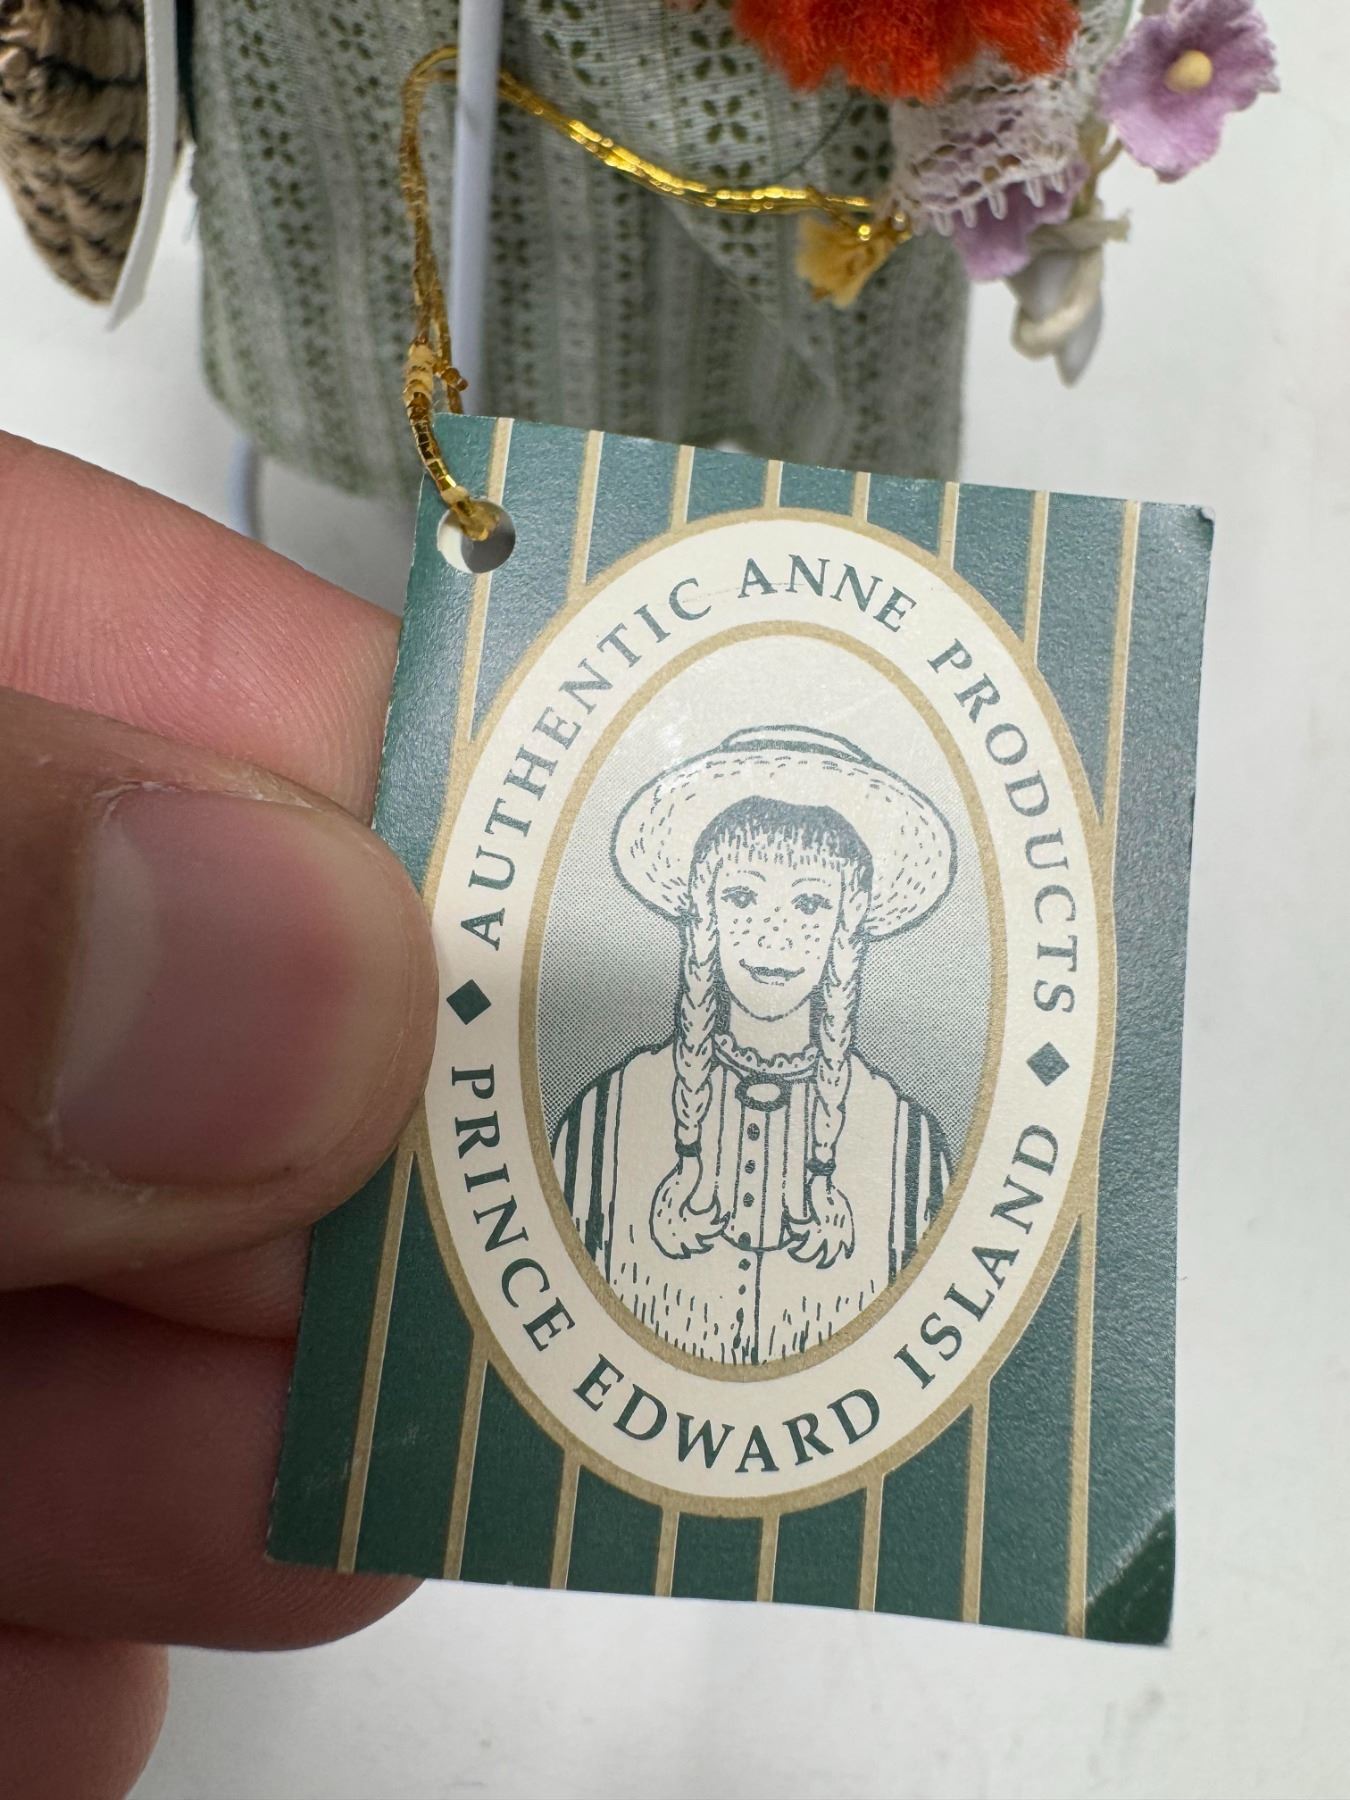 ◆ AUTHENTIC ANNE PRODUCTS ◆
PRINCE EDWARD ISLAND